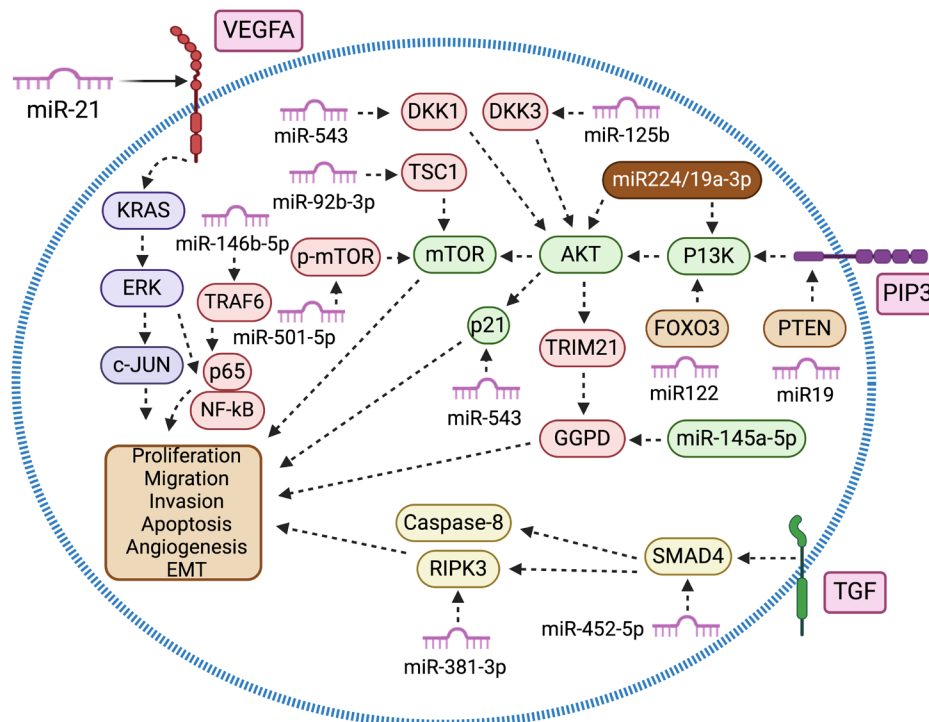 VEGFA
miR-21
miR-543
DKK1
DKK3
miR-125b
miR-92b-3p
TSC1
miR224/19a-3p
KRAS
miR-146b-5p
p-mTOR
mTOR
AKT
P13K
PIP3
ERK
TRAF6
miR-501-5p
p21
FOXO3
PTEN
c-JUN
p65
TRIM21
miR122
miR19
NF-kB
miR-543
GGPD
miR-145a-5p
Proliferation
Migration
Invasion
Apoptosis
Angiogenesis
EMT
Caspase-8
RIPK3
SMAD4
TGF
miR-452-5p
miR-381-3p